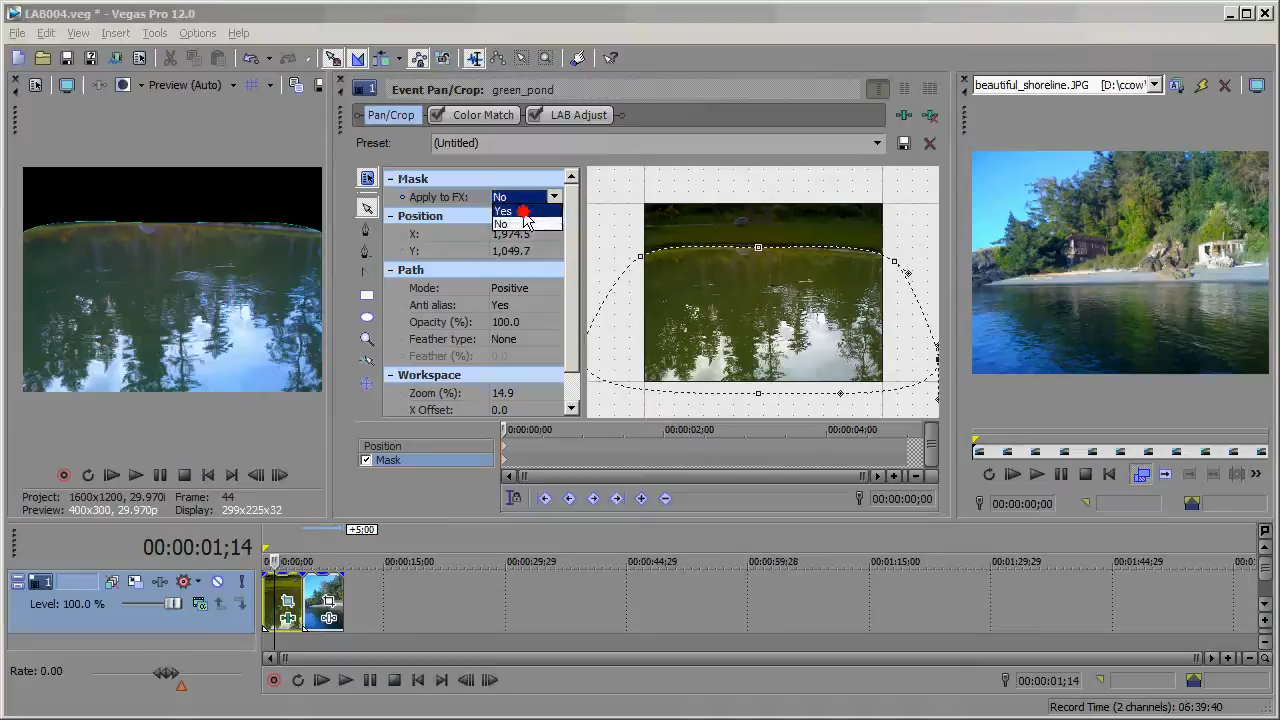 LAB004.veg * - Vegas Pro 12.0
File Edit View Insert Tools Options Help
Preview (Auto)
1 Event Pan/Crop: green_pond
beautiful_shoreline.JPG [D:\ccow\
Pan/Crop Color Match LAB Adjust
Preset: (Untitled)
Mask
Apply to FX: No
Yes
No
Position
X: 1,974.5
Y: 1,049.7
Path
Mode: Positive
Anti alias: Yes
Opacity (%): 100.0
Feather type: None
Feather (%): 0.0
Workspace
Zoom (%): 14.9
X Offset: 0.0
0:00:00:00 00:00:02;00 00:00:04;00
Position
Mask
00:00:00;00
00:00:00;00
Project: 1600x1200, 29.970i Frame: 44
Preview: 400x300, 29.970p Display: 299x225x32
+5:00
00:00:01;14
00:00:15;00 00:00:29;29 00:00:44;29 00:00:59;28 00:01:15;00 00:01:29;29 00:01:44;29
1
Level: 100.0 %
Rate: 0.00
00:00:01;14
Record Time (2 channels): 06:39:40